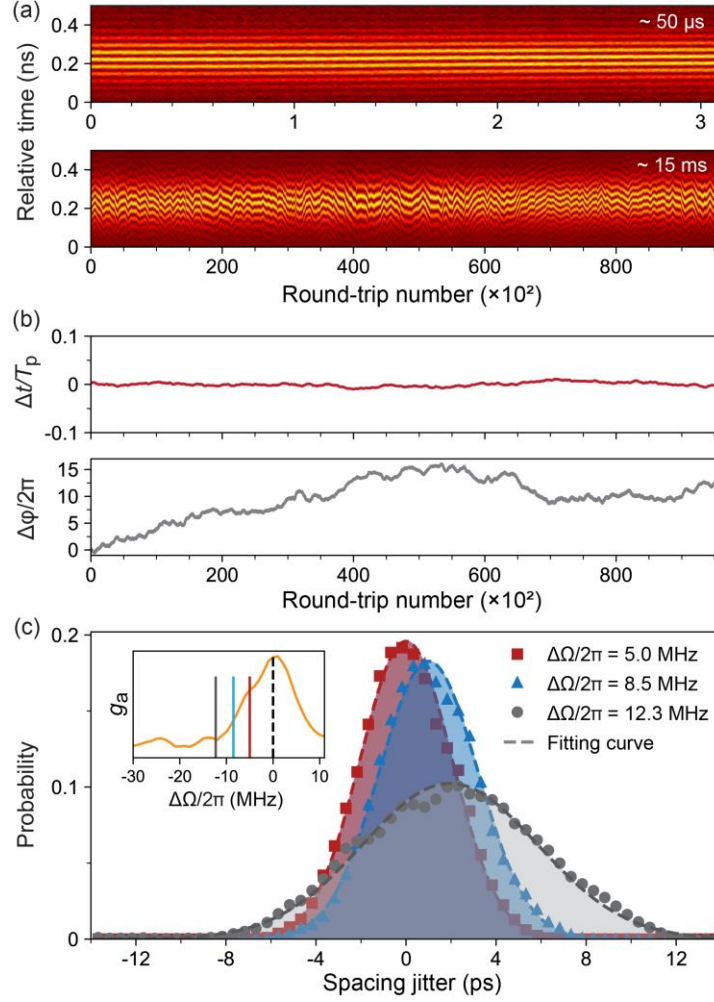 (a)
0.4
0.2
0
~ 50 μs
0 1 2 3
Relative time (ns)
0.4
0.2
0
~ 15 ms
0 200 400 600 800
Round-trip number (×10²)
(b)
0.1
0
-0.1
Δt/Tp
15
10
5
0
Δφ/2π
0 200 400 600 800
Round-trip number (×10²)
(c)
0.2
0.1
0
Probability
gₐ
-30 -20 -10 0 10
ΔΩ/2π (MHz)
ΔΩ/2π = 5.0 MHz
ΔΩ/2π = 8.5 MHz
ΔΩ/2π = 12.3 MHz
Fitting curve
-12 -8 -4 0 4 8 12
Spacing jitter (ps)